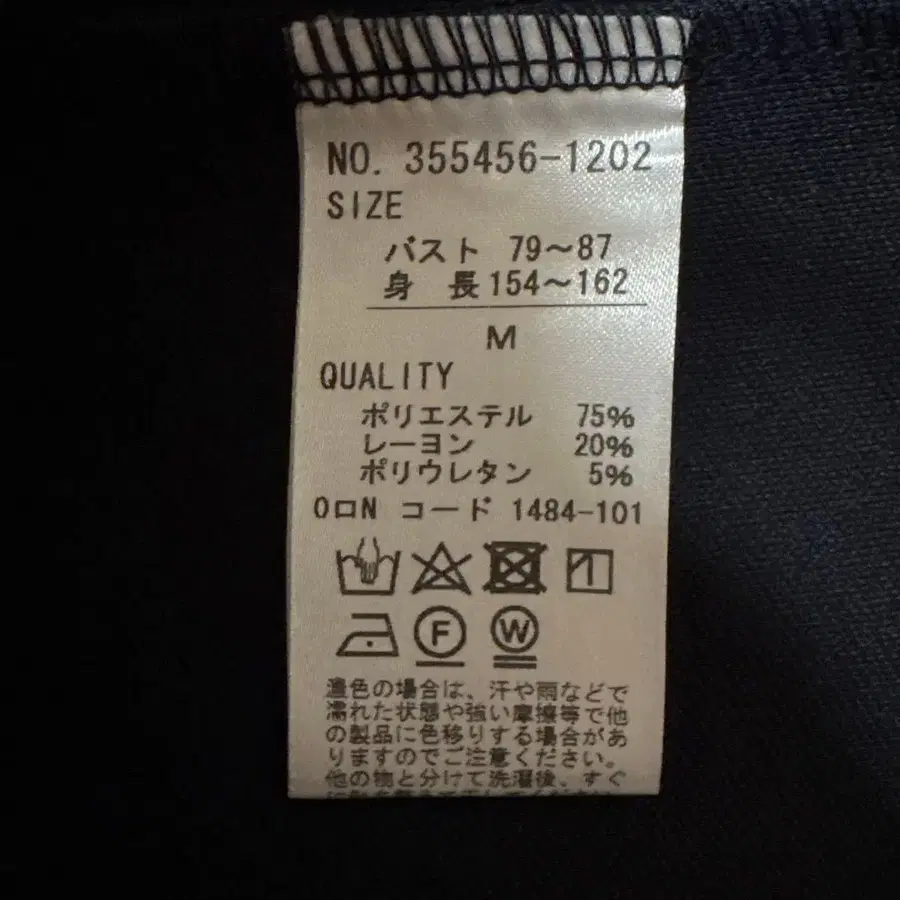 NO. 355456-1202
SIZE
バスト 79～87
身 長 154～162
M
QUALITY
ポリエステル 75%
レーヨン 20%
ポリウレタン 5%
OロN コード 1484-101
F W
濃色の場合は、汗や雨などで
濡れた状態や強い摩擦等で他
の製品に色移りする場合があ
りますのでご注意ください。
他の物と分けて洗濯後、すぐ